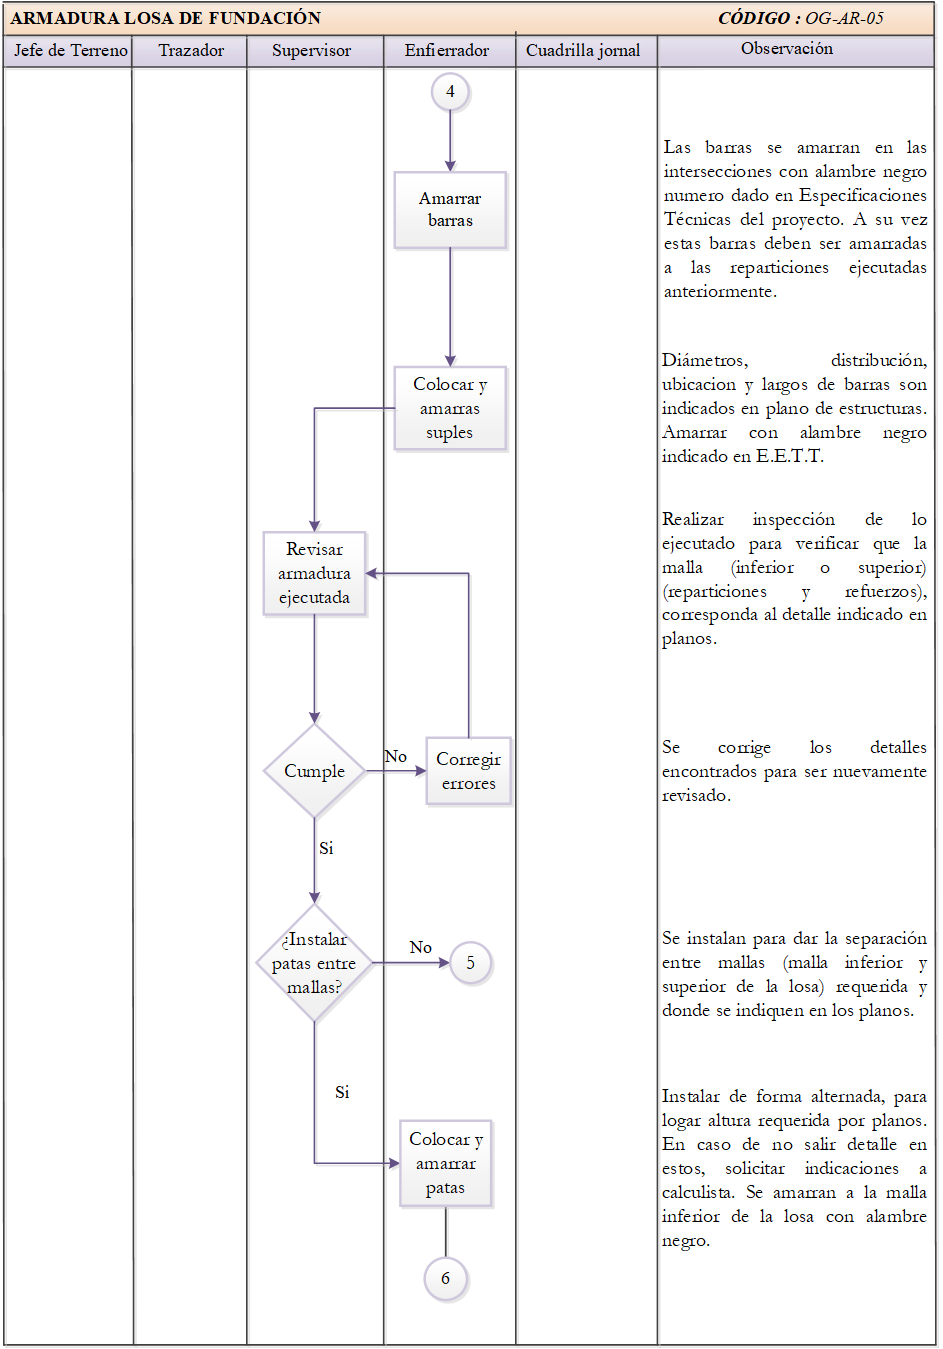 ARMADURA LOSA DE FUNDACIÓN
CÓDIGO : OG-AR-05
Jefe de Terreno
Trazador
Supervisor
Enfierrador
Cuadrilla jornal
Observación
4
Amarrar
barras
Las barras se amarran en las
intersecciones con alambre negro
numero dado en Especificaciones
Técnicas del proyecto. A su vez
estas barras deben ser amarradas
a las reparticiones ejecutadas
anteriormente.
Colocar y
amarras
suples
Diámetros, distribución,
ubicacion y largos de barras son
indicados en plano de estructuras.
Amarrar con alambre negro
indicado en E.E.T.T.
Revisar
armadura
ejecutada
Realizar inspección de lo
ejecutado para verificar que la
malla (inferior o superior)
(reparticiones y refuerzos),
corresponda al detalle indicado en
planos.
Cumple
No
Corregir
errores
Se corrige los detalles
encontrados para ser nuevamente
revisado.
Si
¿Instalar
patas entre
mallas?
No
5
Se instalan para dar la separación
entre mallas (malla inferior y
superior de la losa) requerida y
donde se indiquen en los planos.
Si
Colocar y
amarrar
patas
Instalar de forma alternada, para
logar altura requerida por planos.
En caso de no salir detalle en
estos, solicitar indicaciones a
calculista. Se amarran a la malla
inferior de la losa con alambre
negro.
6